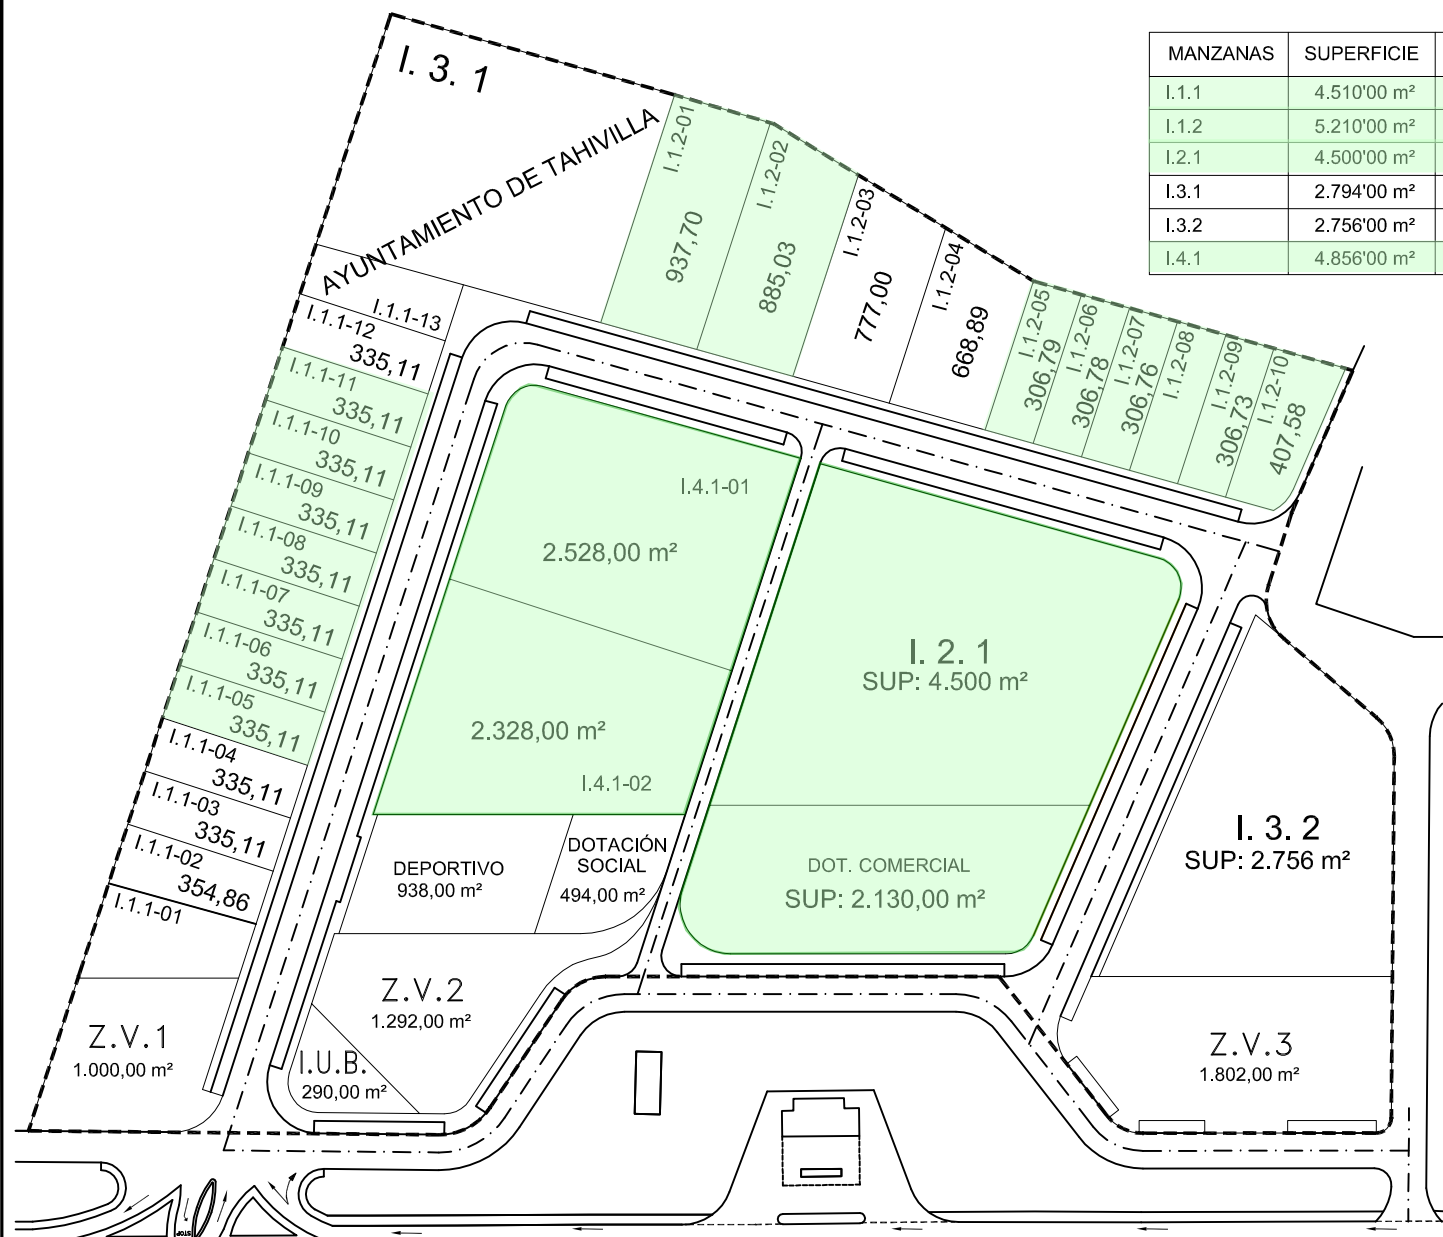 I. 3. 1
AYUNTAMIENTO DE TAHIVILLA
MANZANAS SUPERFICIE
I.1.1 4.510'00 m²
I.1.2 5.210'00 m²
I.2.1 4.500'00 m²
I.3.1 2.794'00 m²
I.3.2 2.756'00 m²
I.4.1 4.856'00 m²
I.1.2-01
937,70
I.1.2-02
885,03
I.1.2-03
777,00
I.1.2-04
668,89
I.1.2-05
306,79
I.1.2-06
306,78
I.1.2-07
306,76
I.1.2-08
I.1.2-09
306,73
I.1.2-10
407,58
I.1.1-13
I.1.1-12
335,11
I.1.1-11
335,11
I.1.1-10
335,11
I.1.1-09
335,11
I.1.1-08
335,11
I.1.1-07
335,11
I.1.1-06
335,11
I.1.1-05
335,11
I.1.1-04
335,11
I.1.1-03
335,11
I.1.1-02
354,86
I.1.1-01
I.4.1-01
2.528,00 m²
2.328,00 m²
I.4.1-02
I. 2. 1
SUP: 4.500 m²
DOT. COMERCIAL
SUP: 2.130,00 m²
I. 3. 2
SUP: 2.756 m²
DEPORTIVO
938,00 m²
DOTACIÓN
SOCIAL
494,00 m²
Z.V.2
1.292,00 m²
Z.V.1
1.000,00 m²
I.U.B.
290,00 m²
Z.V.3
1.802,00 m²
STOP